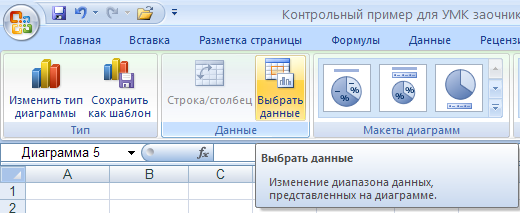 Контрольный пример для УМК заочник
Главная Вставка Разметка страницы Формулы Данные Реценз
Изменить тип диаграммы
Сохранить как шаблон
Тип
Строка/столбец
Выбрать данные
Данные
Макеты диаграмм
Диаграмма 5 fx
Выбрать данные
Изменение диапазона данных,
представленных на диаграмме.
A B C
1
2